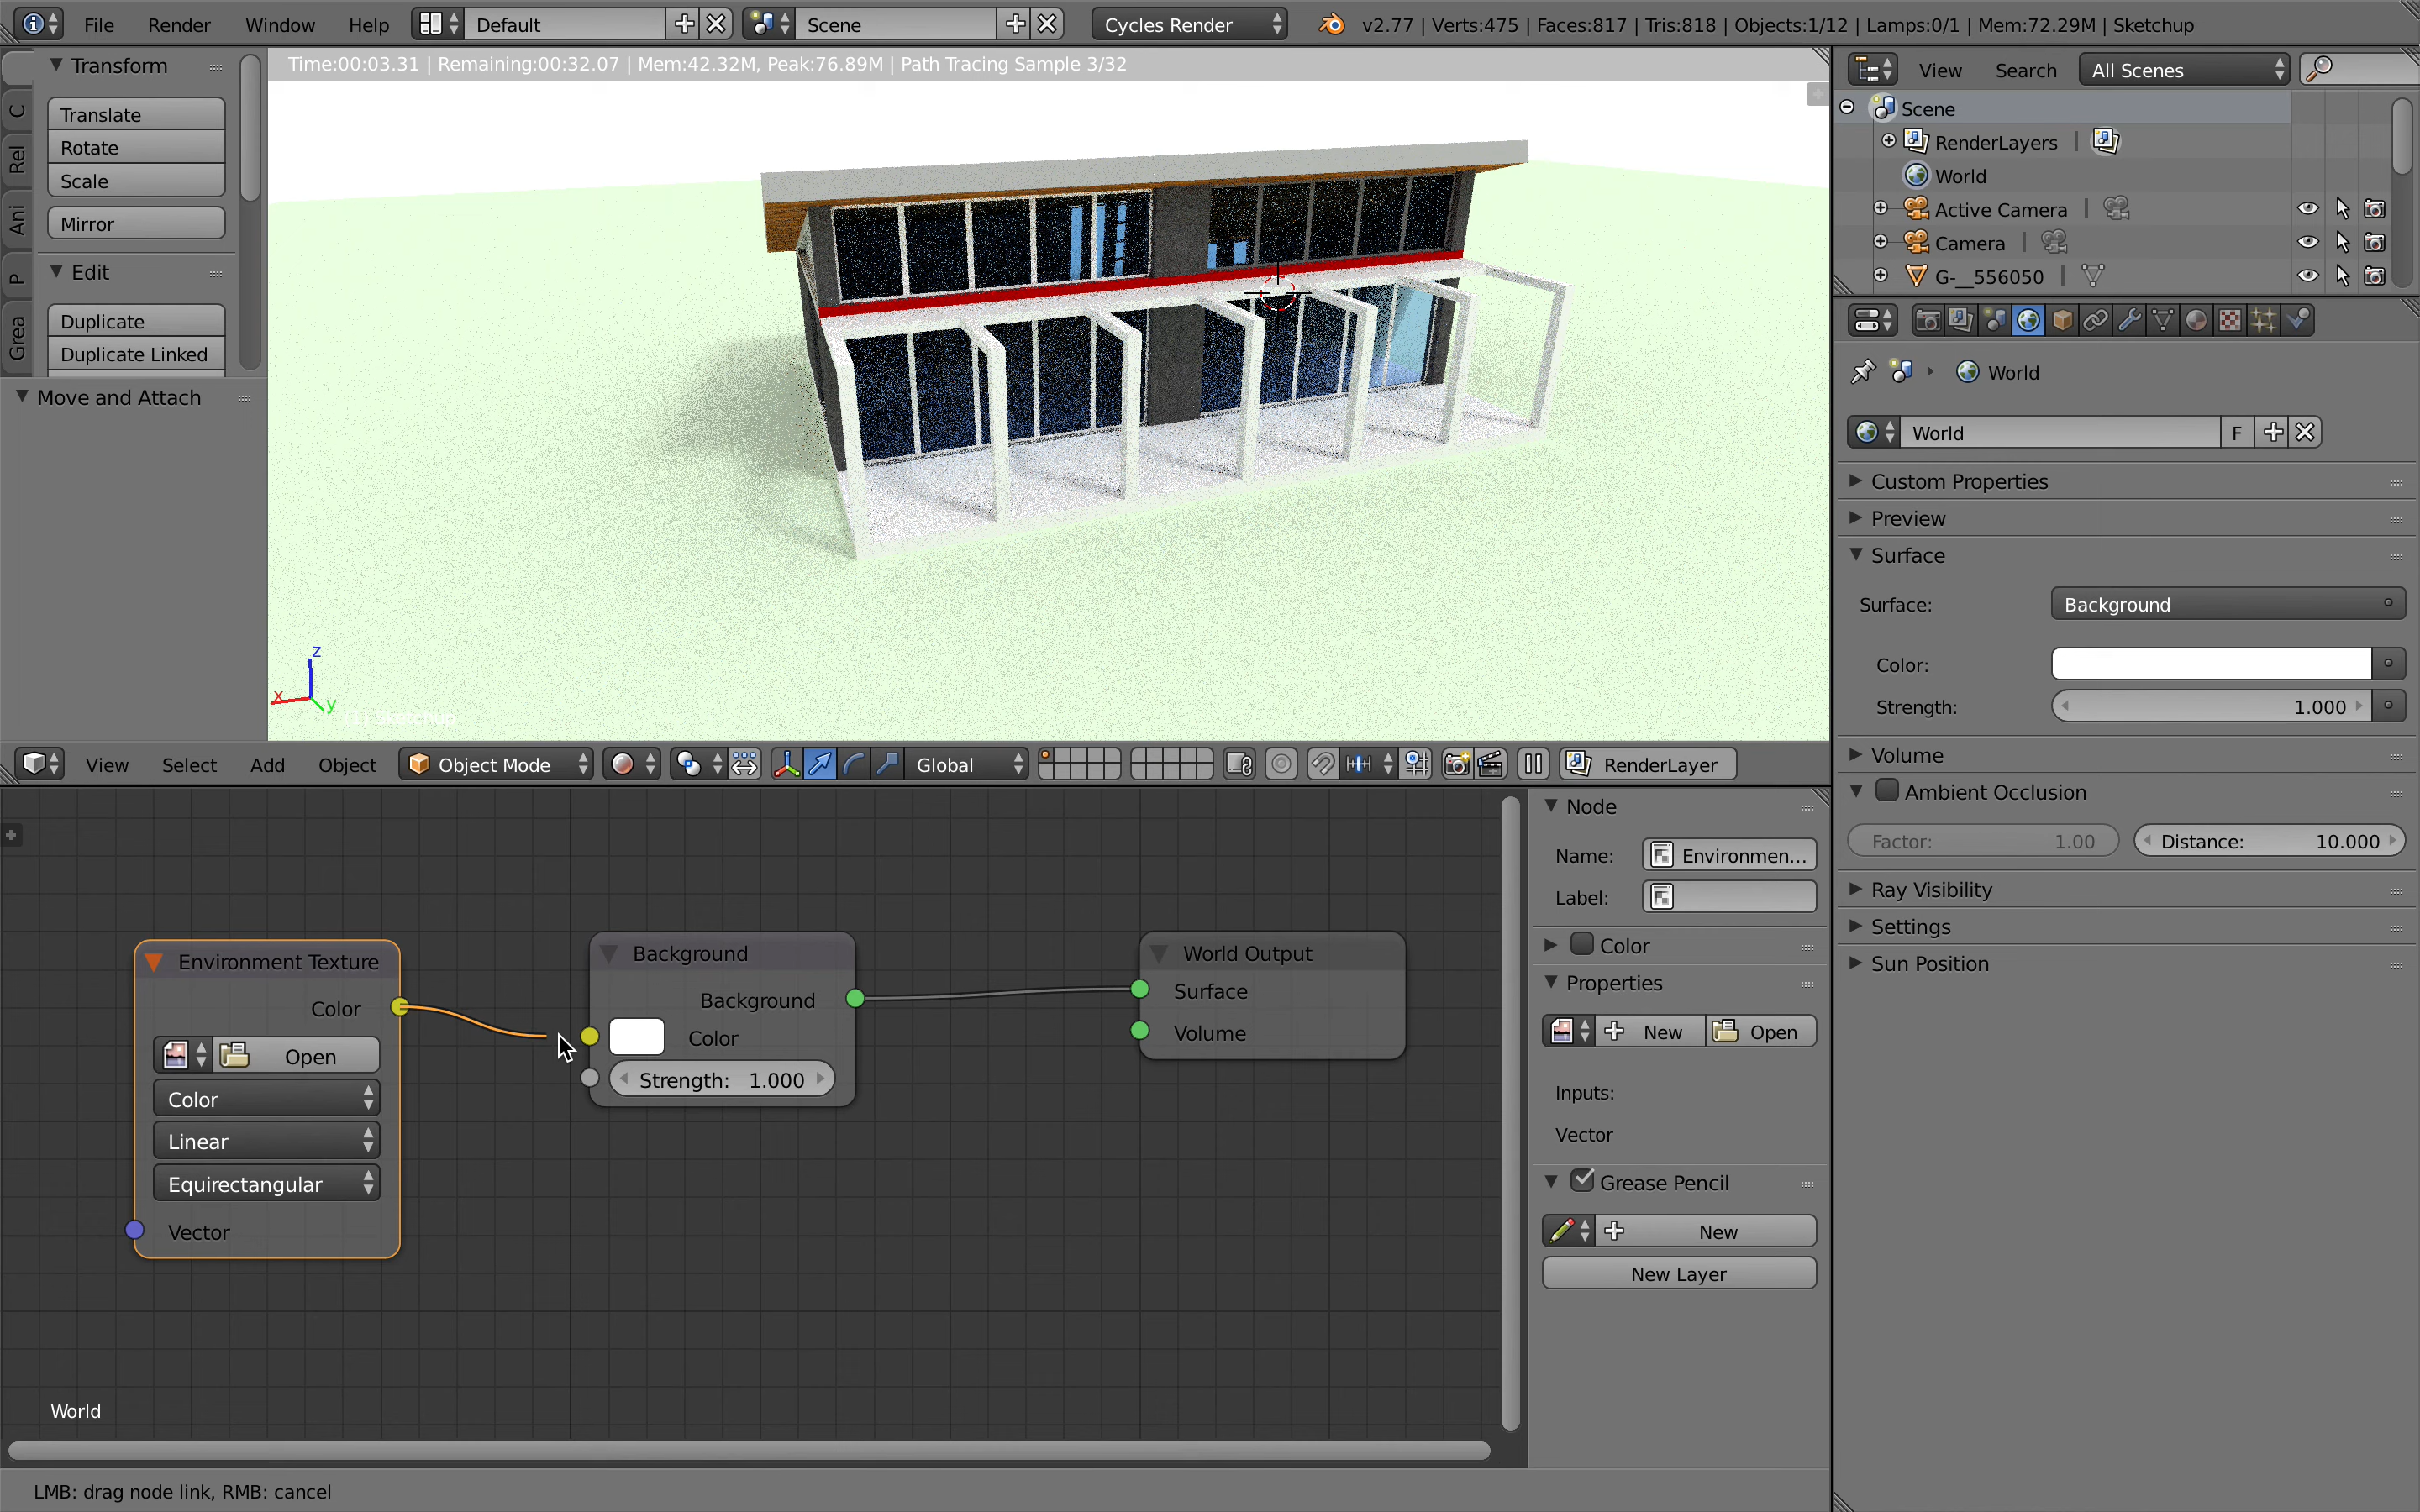 File Render Window Help Default Scene Cycles Render v2.77 | Verts:475 | Faces:817 | Tris:818 | Objects:1/12 | Lamps:0/1 | Mem:72.29M | Sketchup
Transform
Translate
Rotate
Scale
Mirror
Edit
Duplicate
Duplicate Linked
Move and Attach
C
Rel
Ani
P
Grea
Time:00:03.31 | Remaining:00:32.07 | Mem:42.32M, Peak:76.89M | Path Tracing Sample 3/32
z
x
y
(1) Sketchup
View Select Add Object Object Mode Global RenderLayer
Environment Texture
Color
Open
Color
Linear
Equirectangular
Vector
Background
Background
Color
Strength: 1.000
World Output
Surface
Volume
World
Node
Name: Environmen...
Label:
Color
Properties
New Open
Inputs:
Vector
Grease Pencil
New
New Layer
View Search All Scenes
Scene
RenderLayers |
World
Active Camera |
Camera |
G-__556050 |
World
World F
Custom Properties
Preview
Surface
Surface: Background
Color:
Strength: 1.000
Volume
Ambient Occlusion
Factor: 1.00 Distance: 10.000
Ray Visibility
Settings
Sun Position
LMB: drag node link, RMB: cancel